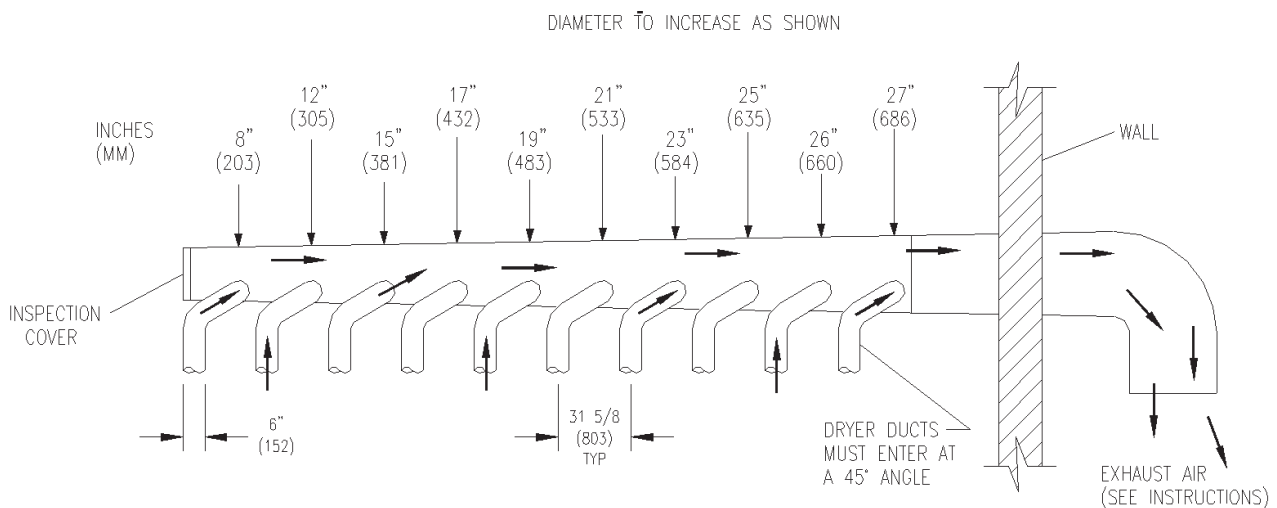 DIAMETER TO INCREASE AS SHOWN
INCHES
(MM)
8"
(203)
12"
(305)
15"
(381)
17"
(432)
19"
(483)
21"
(533)
23"
(584)
25"
(635)
26"
(660)
27"
(686)
WALL
INSPECTION
COVER
6"
(152)
31 5/8
(803)
TYP
DRYER DUCTS
MUST ENTER AT
A 45° ANGLE
EXHAUST AIR
(SEE INSTRUCTIONS)